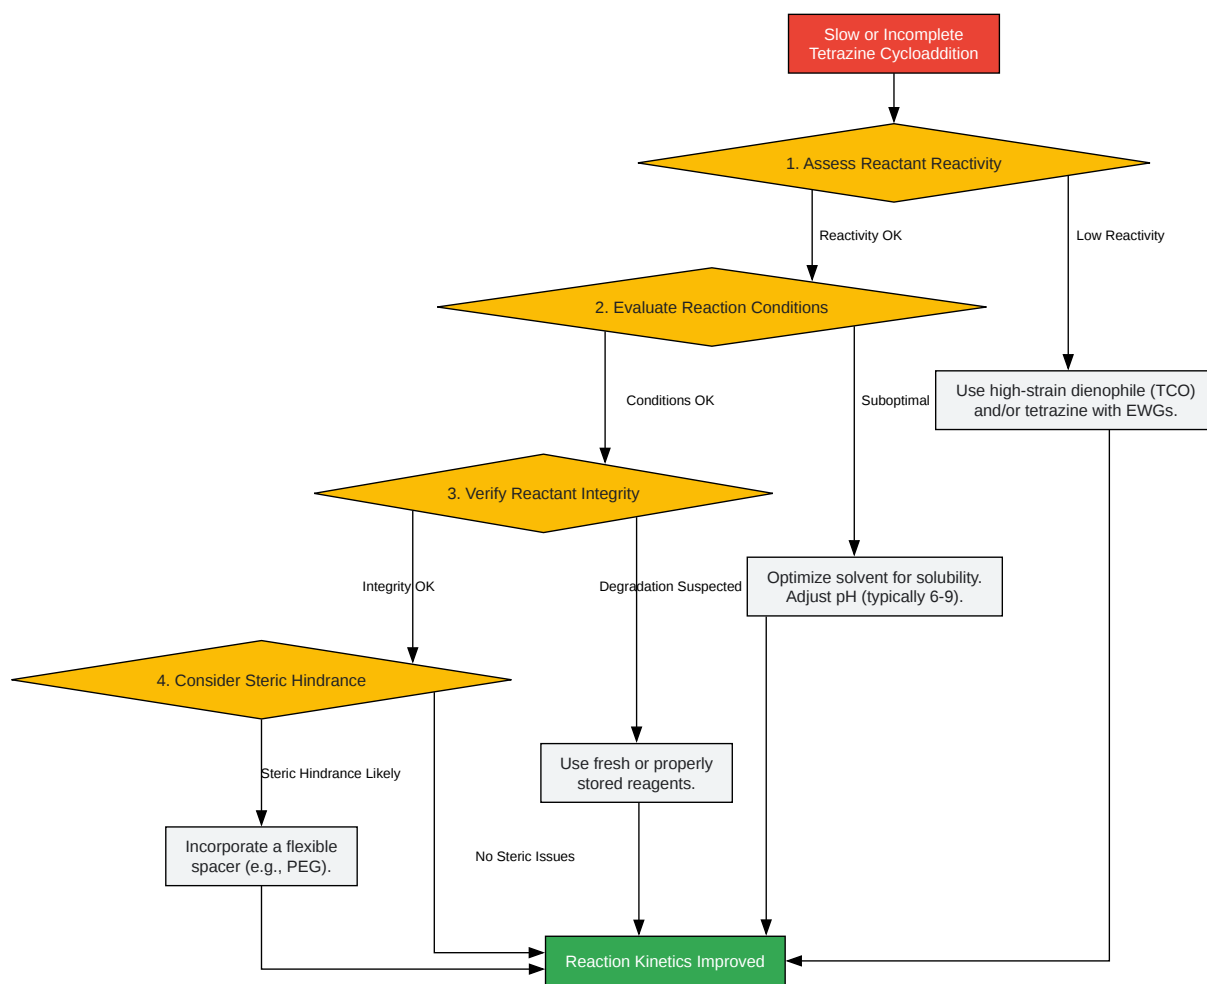 Slow or Incomplete
Tetrazine Cycloaddition
1. Assess Reactant Reactivity
Reactivity OK
Low Reactivity
2. Evaluate Reaction Conditions
Use high-strain dienophile (TCO)
and/or tetrazine with EWGs.
Conditions OK
Suboptimal
3. Verify Reactant Integrity
Optimize solvent for solubility.
Adjust pH (typically 6-9).
Integrity OK
Degradation Suspected
4. Consider Steric Hindrance
Use fresh or properly
stored reagents.
Steric Hindrance Likely
Incorporate a flexible
spacer (e.g., PEG).
No Steric Issues
Reaction Kinetics Improved